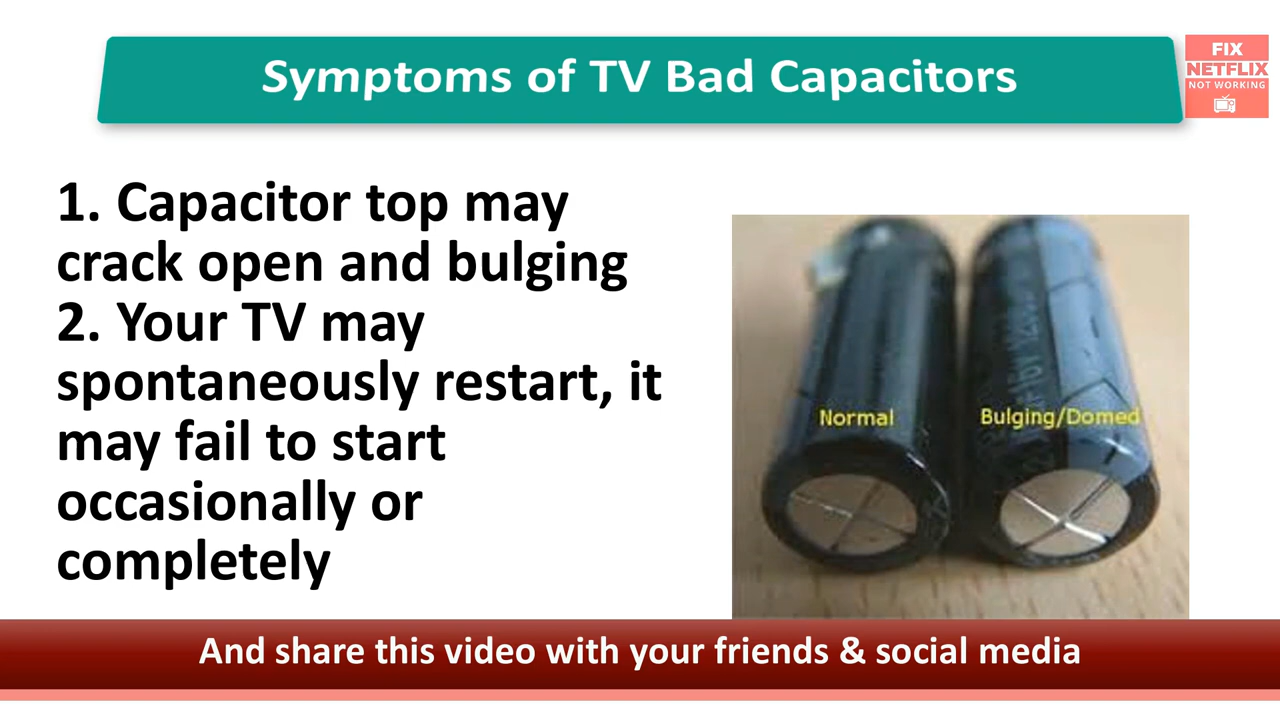 Symptoms of TV Bad Capacitors
FIX
NETFLIX
NOT WORKING
1. Capacitor top may
crack open and bulging
2. Your TV may
spontaneously restart, it
may fail to start
occasionally or
completely
Normal
Bulging/Domed
And share this video with your friends & social media